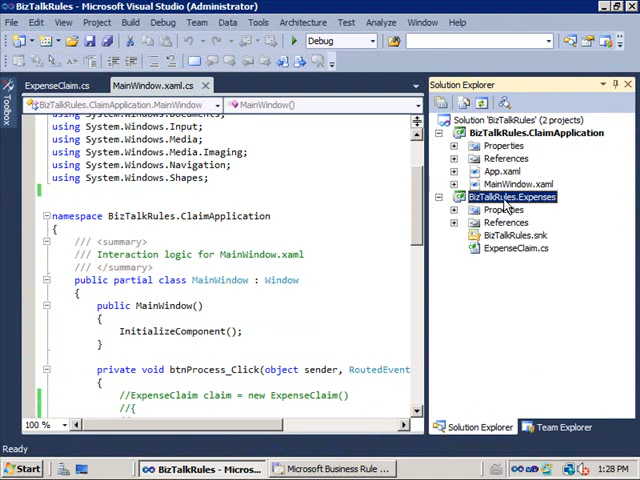 BizTalkRules - Microsoft Visual Studio (Administrator)
File Edit View Project Build Debug Team Data Tools Architecture Test Analyze Window Help
Debug
Toolbox
ExpenseClaim.cs MainWindow.xaml.cs
BizTalkRules.ClaimApplication.MainWindow MainWindow()
using System.Windows.Documents;
using System.Windows.Input;
using System.Windows.Media;
using System.Windows.Media.Imaging;
using System.Windows.Navigation;
using System.Windows.Shapes;
namespace BizTalkRules.ClaimApplication
{
/// <summary>
/// Interaction logic for MainWindow.xaml
/// </summary>
public partial class MainWindow : Window
{
public MainWindow()
{
InitializeComponent();
}
private void btnProcess_Click(object sender, RoutedEvent
{
//ExpenseClaim claim = new ExpenseClaim()
//{
100 %
Solution Explorer
Solution 'BizTalkRules' (2 projects)
BizTalkRules.ClaimApplication
Properties
References
App.xaml
MainWindow.xaml
BizTalkRules.Expenses
Properties
References
BizTalkRules.snk
ExpenseClaim.cs
Solution Explorer Team Explorer
Ready
Start BizTalkRules - Micros... Microsoft Business Rule ... 1:28 PM